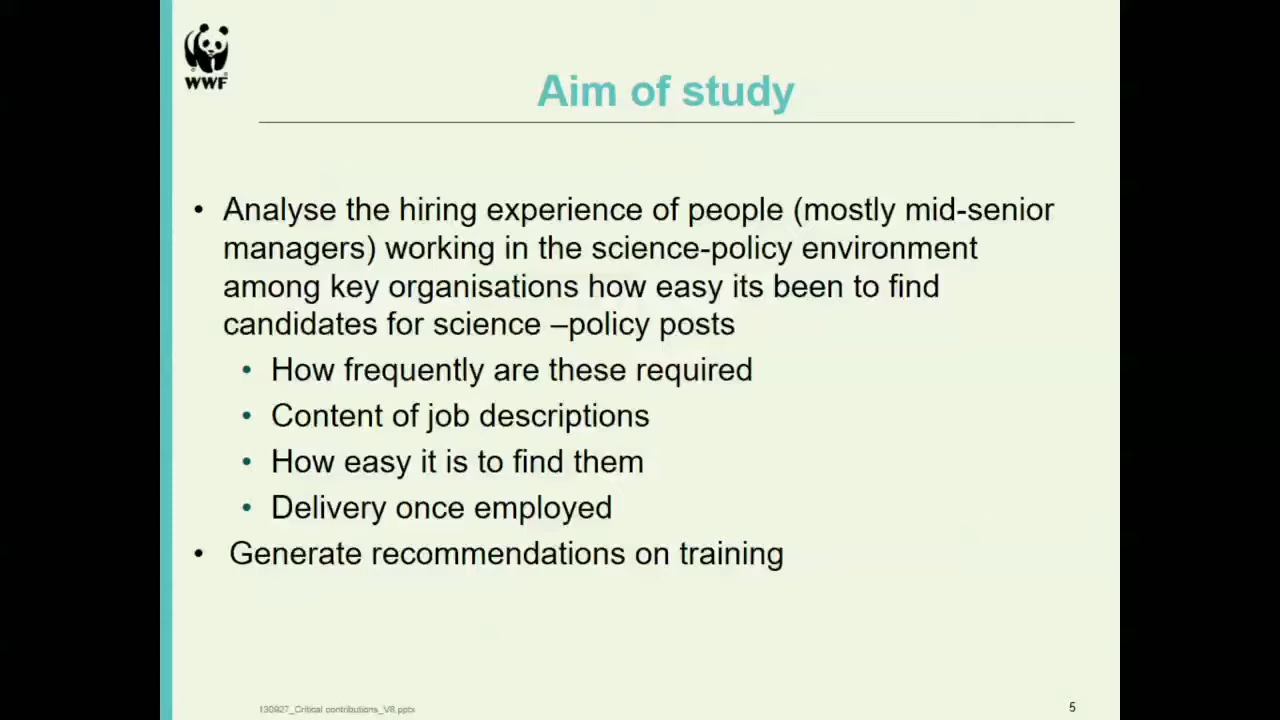 WWF
Aim of study
• Analyse the hiring experience of people (mostly mid-senior
managers) working in the science-policy environment
among key organisations how easy its been to find
candidates for science –policy posts
• How frequently are these required
• Content of job descriptions
• How easy it is to find them
• Delivery once employed
• Generate recommendations on training
130927_Critical contributions_V8.pptx
5